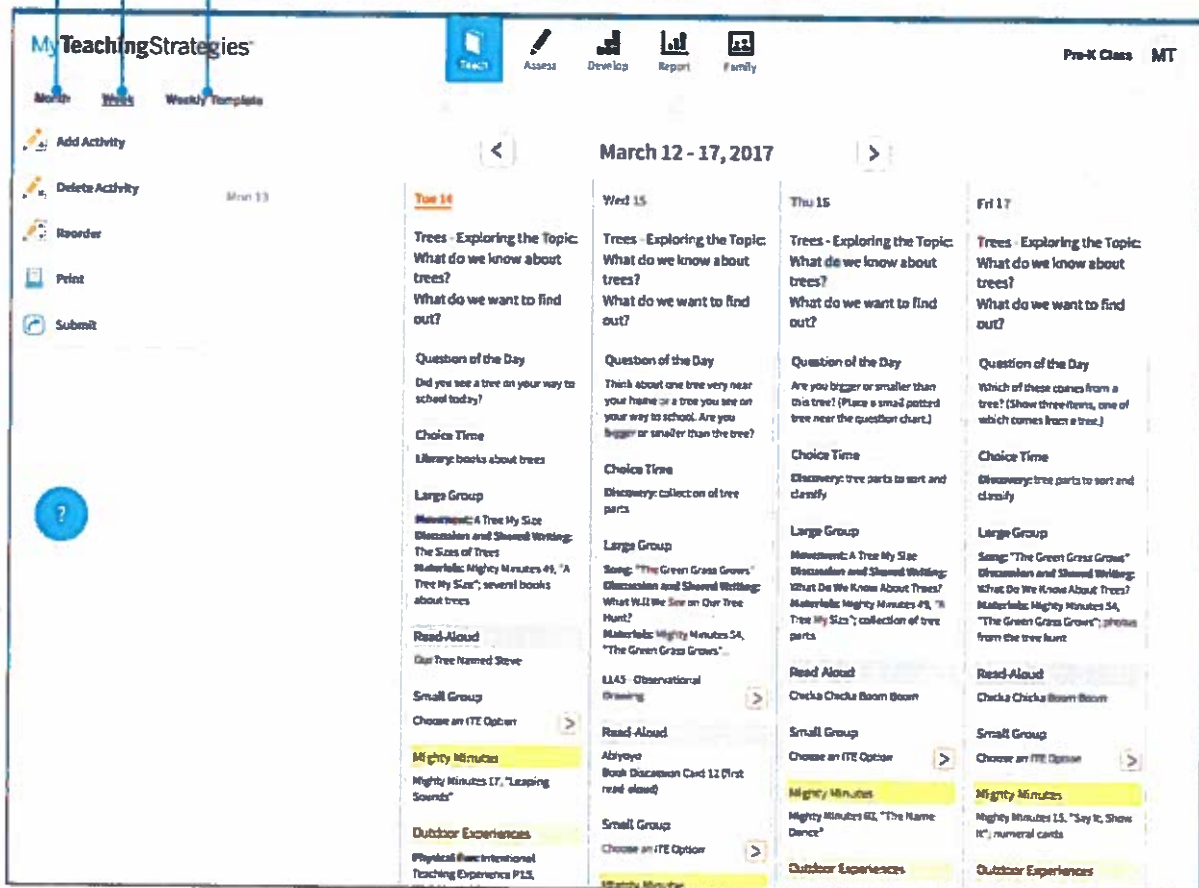 MyTeachingStrategies
Teach
Assess
Develop
Report
Family
Pre-K Class MT
Month Week Weekly Template
Add Activity
Delete Activity
Reorder
Print
Submit
?
< March 12 - 17, 2017 >
Mon 13
Tue 14
Trees - Exploring the Topic:
What do we know about
trees?
What do we want to find
out?
Question of the Day
Did you see a tree on your way to
school today?
Choice Time
Library: books about trees
Large Group
Movement: A Tree My Size
Discussion and Shared Writing:
The Sizes of Trees
Materials: Mighty Minutes 49, "A
Tree My Size"; several books
about trees
Read-Aloud
Our Tree Named Steve
Small Group
Choose an ITE Option >
Mighty Minutes
Mighty Minutes 17, "Leaping
Sounds"
Outdoor Experiences
Physical Fun: Intentional
Teaching Experience P15,
Wed 15
Trees - Exploring the Topic:
What do we know about
trees?
What do we want to find
out?
Question of the Day
Think about one tree very near
your home or a tree you see on
your way to school. Are you
bigger or smaller than the tree?
Choice Time
Discovery: collection of tree
parts
Large Group
Song: "The Green Grass Grows"
Discussion and Shared Writing:
What Will We See on Our Tree
Hunt?
Materials: Mighty Minutes 54,
"The Green Grass Grows"...
LL45 - Observational
Drawing >
Read-Aloud
Abiyoyo
Book Discussion Card 12 (first
read-aloud)
Small Group
Choose an ITE Option >
Mighty Minutes
Thu 16
Trees - Exploring the Topic:
What do we know about
trees?
What do we want to find
out?
Question of the Day
Are you bigger or smaller than
this tree? (Place a small potted
tree near the question chart.)
Choice Time
Discovery: tree parts to sort and
classify
Large Group
Movement: A Tree My Size
Discussion and Shared Writing:
What Do We Know About Trees?
Materials: Mighty Minutes 49, "A
Tree My Size"; collection of tree
parts
Read Aloud
Chicka Chicka Boom Boom
Small Group
Choose an ITE Option >
Mighty Minutes
Mighty Minutes 60, "The Name
Dance"
Outdoor Experiences
Fri 17
Trees - Exploring the Topic:
What do we know about
trees?
What do we want to find
out?
Question of the Day
Which of these comes from a
tree? (Show three items, one of
which comes from a tree.)
Choice Time
Discovery: tree parts to sort and
classify
Large Group
Song: "The Green Grass Grows"
Discussion and Shared Writing:
What Do We Know About Trees?
Materials: Mighty Minutes 54,
"The Green Grass Grows"; photos
from the tree hunt
Read-Aloud
Chicka Chicka Boom Boom
Small Group
Choose an ITE Option >
Mighty Minutes
Mighty Minutes 15, "Say It, Show
It"; numeral cards
Outdoor Experiences